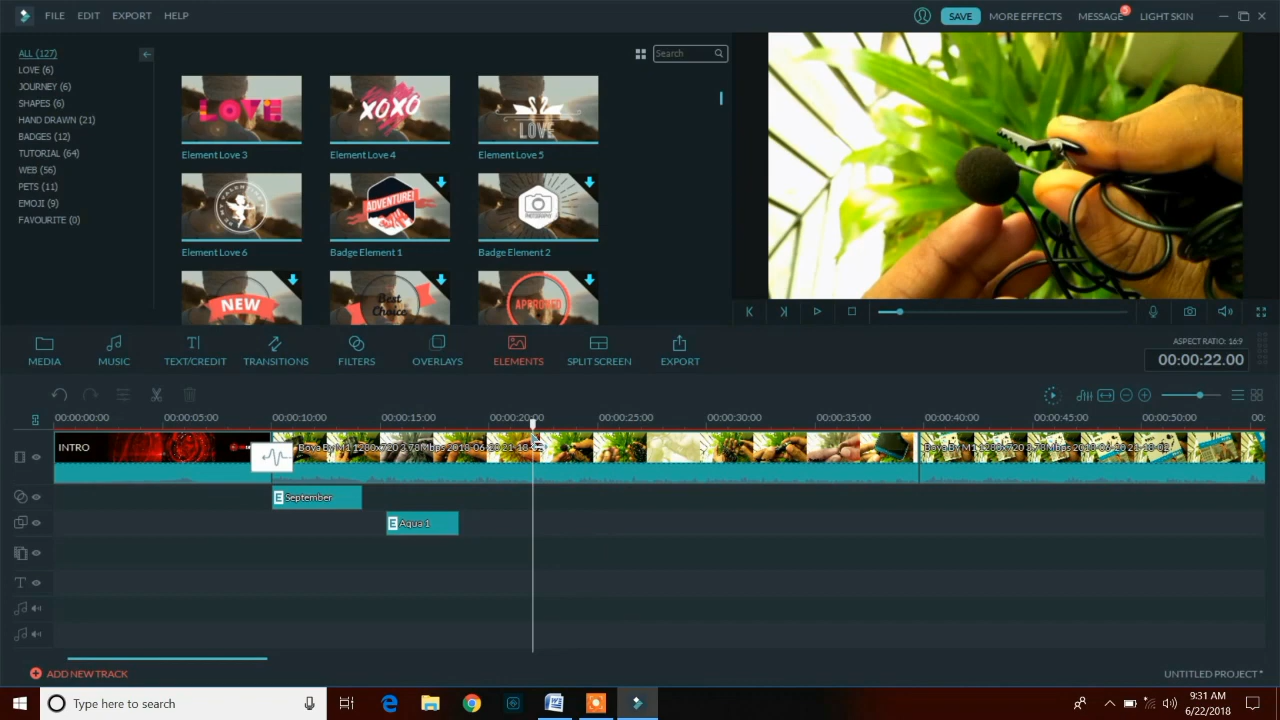 FILE EDIT EXPORT HELP
SAVE MORE EFFECTS MESSAGE 5 LIGHT SKIN
ALL (127)
LOVE (6)
JOURNEY (6)
SHAPES (6)
HAND DRAWN (21)
BADGES (12)
TUTORIAL (64)
WEB (56)
PETS (11)
EMOJI (9)
FAVOURITE (0)
Search
LOVE
XOXO
LOVE
Element Love 3
Element Love 4
Element Love 5
ADVENTURE!
Element Love 6
Badge Element 1
Badge Element 2
NEW
Best Choice
APPROVED
MEDIA MUSIC TEXT/CREDIT TRANSITIONS FILTERS OVERLAYS ELEMENTS SPLIT SCREEN EXPORT
ASPECT RATIO: 16:9
00:00:22.00
00:00:00:00 00:00:05:00 00:00:10:00 00:00:15:00 00:00:20:00 00:00:25:00 00:00:30:00 00:00:35:00 00:00:40:00 00:00:45:00 00:00:50:00 00:
INTRO
E September
E Aqua 1
ADD NEW TRACK
UNTITLED PROJECT *
Type here to search
9:31 AM
6/22/2018